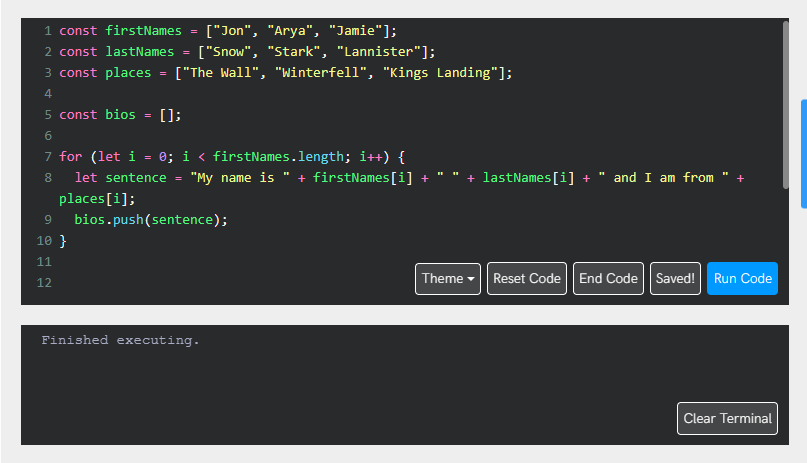 1 const firstNames = ["Jon", "Arya", "Jamie"];
2 const lastNames = ["Snow", "Stark", "Lannister"];
3 const places = ["The Wall", "Winterfell", "Kings Landing"];
4
5 const bios = [];
6
7 for (let i = 0; i < firstNames.length; i++) {
8   let sentence = "My name is " + firstNames[i] + " " + lastNames[i] + " and I am from " +
places[i];
9   bios.push(sentence);
10 }
11
12
Theme Reset Code End Code Saved! Run Code
Finished executing.
Clear Terminal